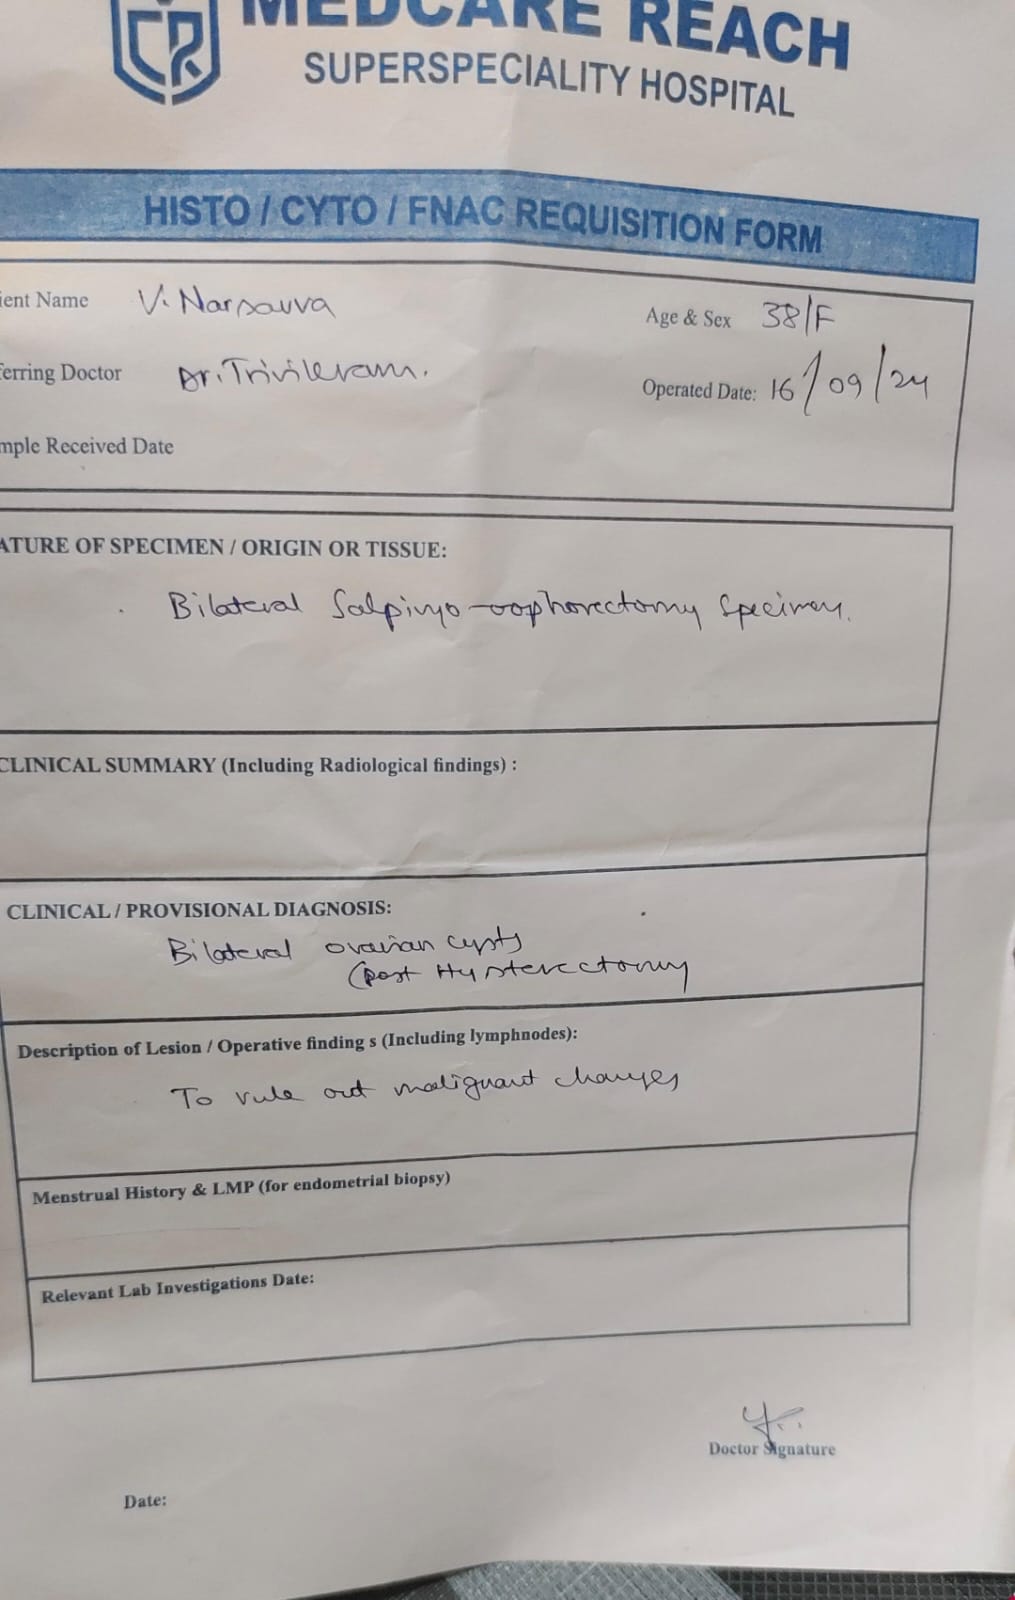 MEDCARE REACH
SUPERSPECIALITY HOSPITAL
HISTO / CYTO / FNAC REQUISITION FORM
ient Name V. Narsavva
Age & Sex 38/F
ferring Doctor Dr.
Operated Date: 16/09/24
mple Received Date
ATURE OF SPECIMEN / ORIGIN OR TISSUE:
Bilateral Salpingo-oophorectomy specimen.
CLINICAL SUMMARY (Including Radiological findings) :
CLINICAL / PROVISIONAL DIAGNOSIS:
Bilateral ovarian cysts
(post Hysterectomy
Description of Lesion / Operative finding s (Including lymphnodes):
To rule out malignant changes
Menstrual History & LMP (for endometrial biopsy)
Relevant Lab Investigations Date:
Doctor Signature
Date: